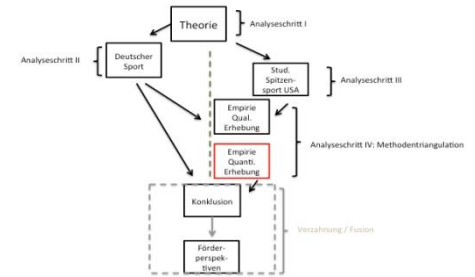 Theorie
Analyseschritt I
Analyseschritt II
Deutscher
Sport
Stud.
Spitzen-
sport USA
Analyseschritt III
Empirie
Qual.
Erhebung
Analyseschritt IV: Methodentriangulation
Empirie
Quanti.
Erhebung
Konklusion
Verzahnung / Fusion
Förder-
perspek-
tiven